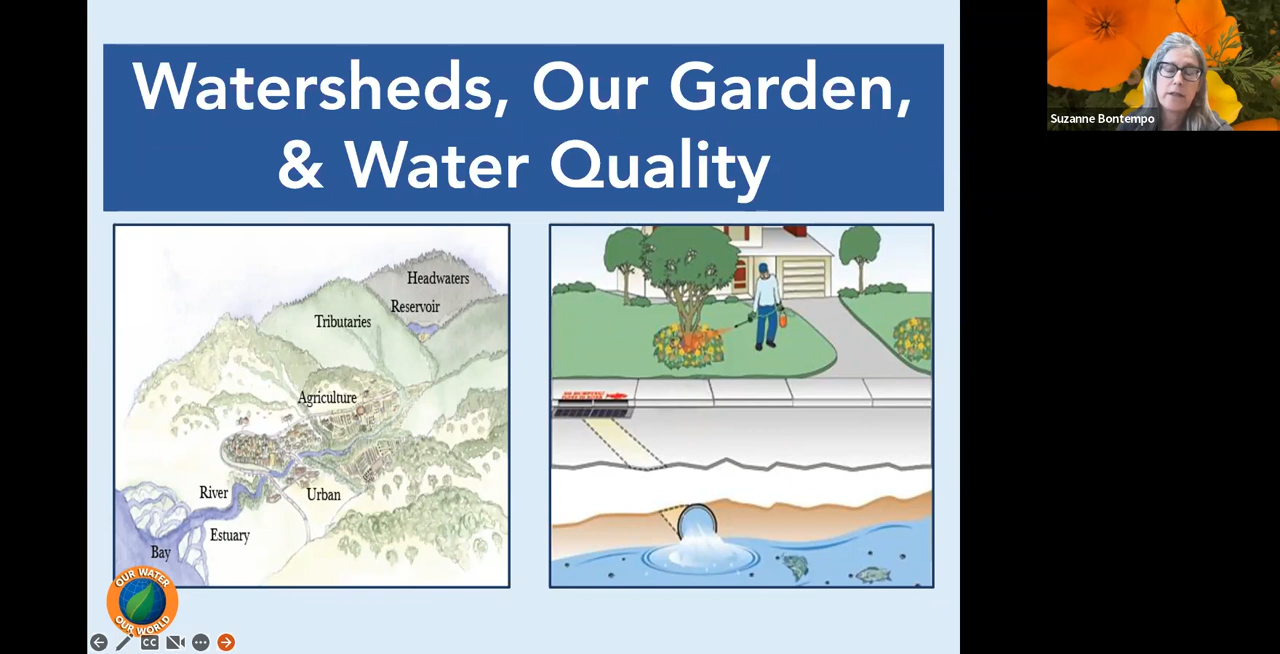 Watersheds, Our Garden,
& Water Quality
Suzanne Bontempo
Headwaters
Reservoir
Tributaries
Agriculture
River
Urban
Estuary
Bay
OUR WATER
OUR WORLD
CC